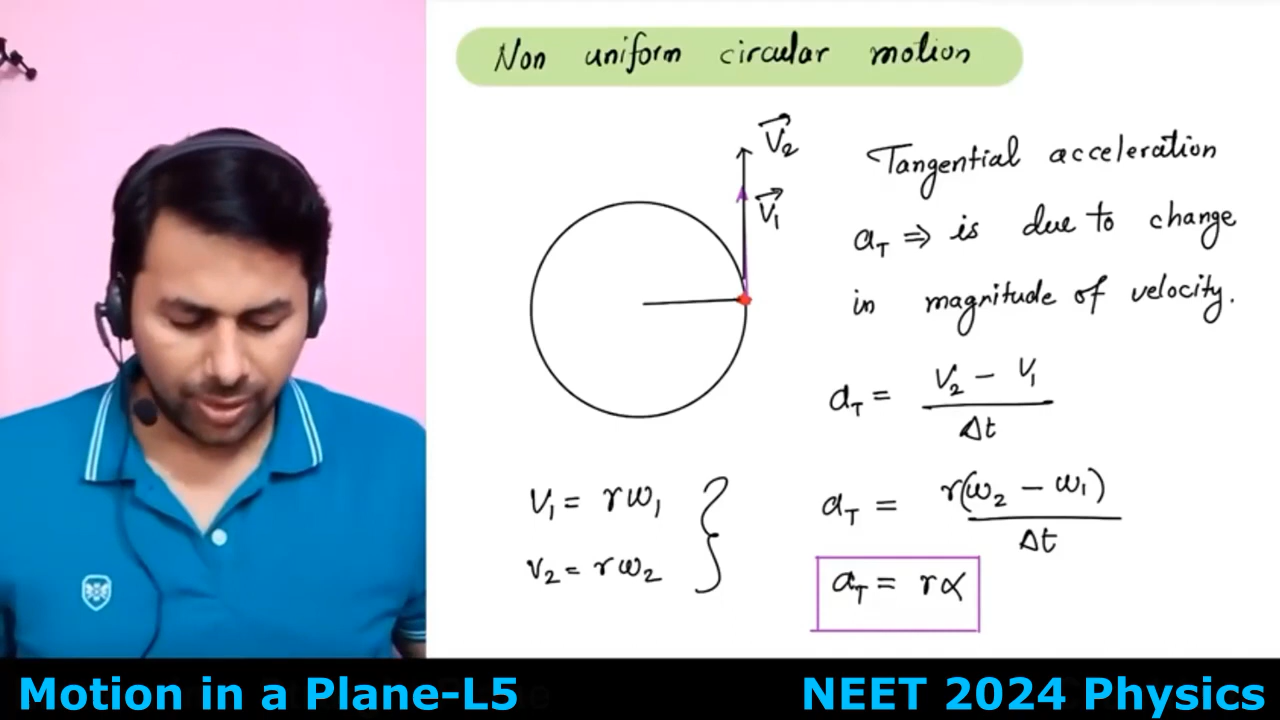 Non uniform circular motion
V₂
V₁
Tangential acceleration
a_T ⇒ is due to change
in magnitude of velocity.
a_T = (V₂ - V₁) / Δt
V₁ = rω₁
V₂ = rω₂
a_T = r(ω₂ - ω₁) / Δt
a_T = rα
Motion in a Plane-L5
NEET 2024 Physics